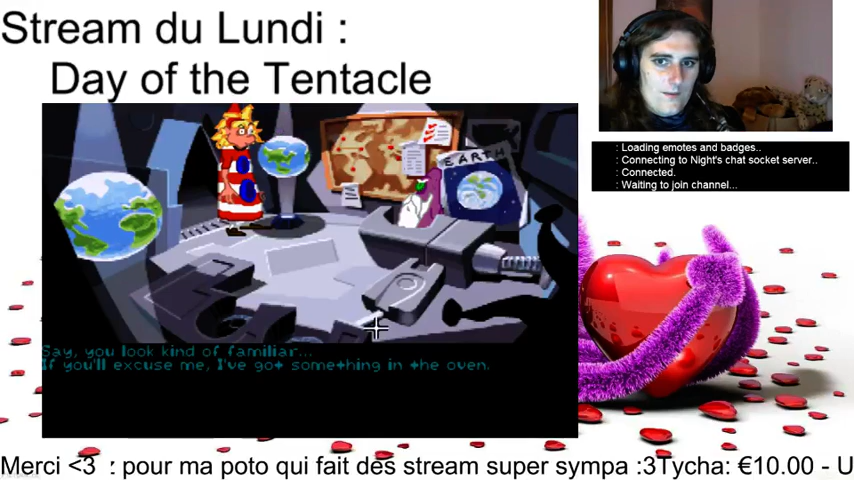 Stream du Lundi :
Day of the Tentacle
EARTH
: Loading emotes and badges..
: Connecting to Night's chat socket server..
: Connected.
: Waiting to join channel...
Say, you look kind of familiar...
If you'll excuse me, I've got something in the oven.
Merci <3 : pour ma poto qui fait des stream super sympa :3Tycha: €10.00 - U